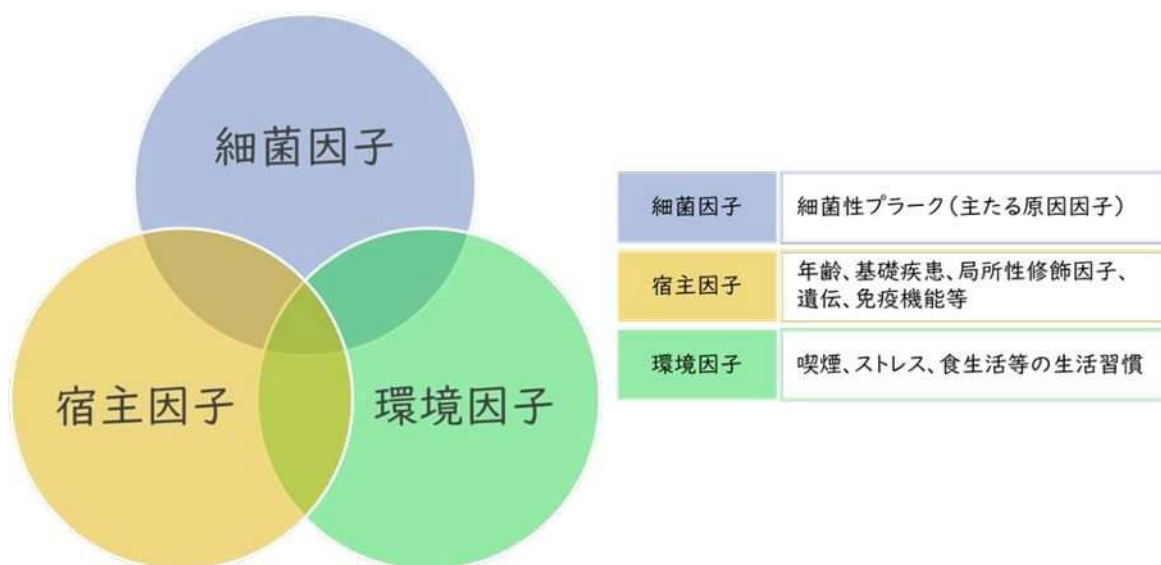 細菌因子
宿主因子
環境因子
細菌因子
細菌性プラーク(主たる原因因子)
宿主因子
年齢、基礎疾患、局所性修飾因子、
遺伝、免疫機能等
環境因子
喫煙、ストレス、食生活等の生活習慣